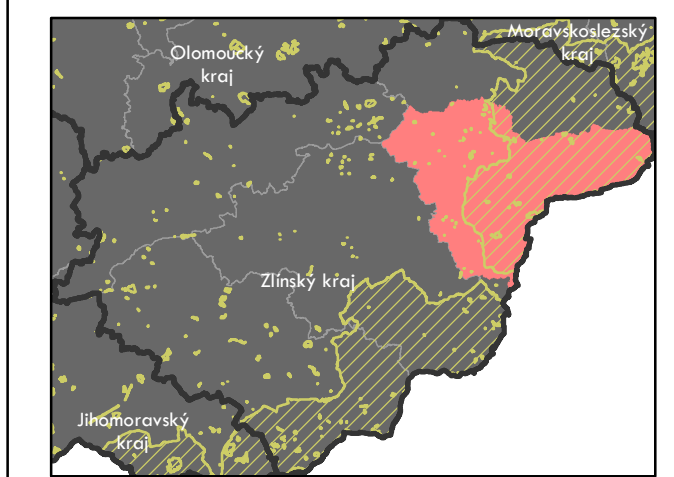 Moravskoslezský
kraj
Olomoucký
kraj
Zlínský kraj
Jihomoravský
kraj